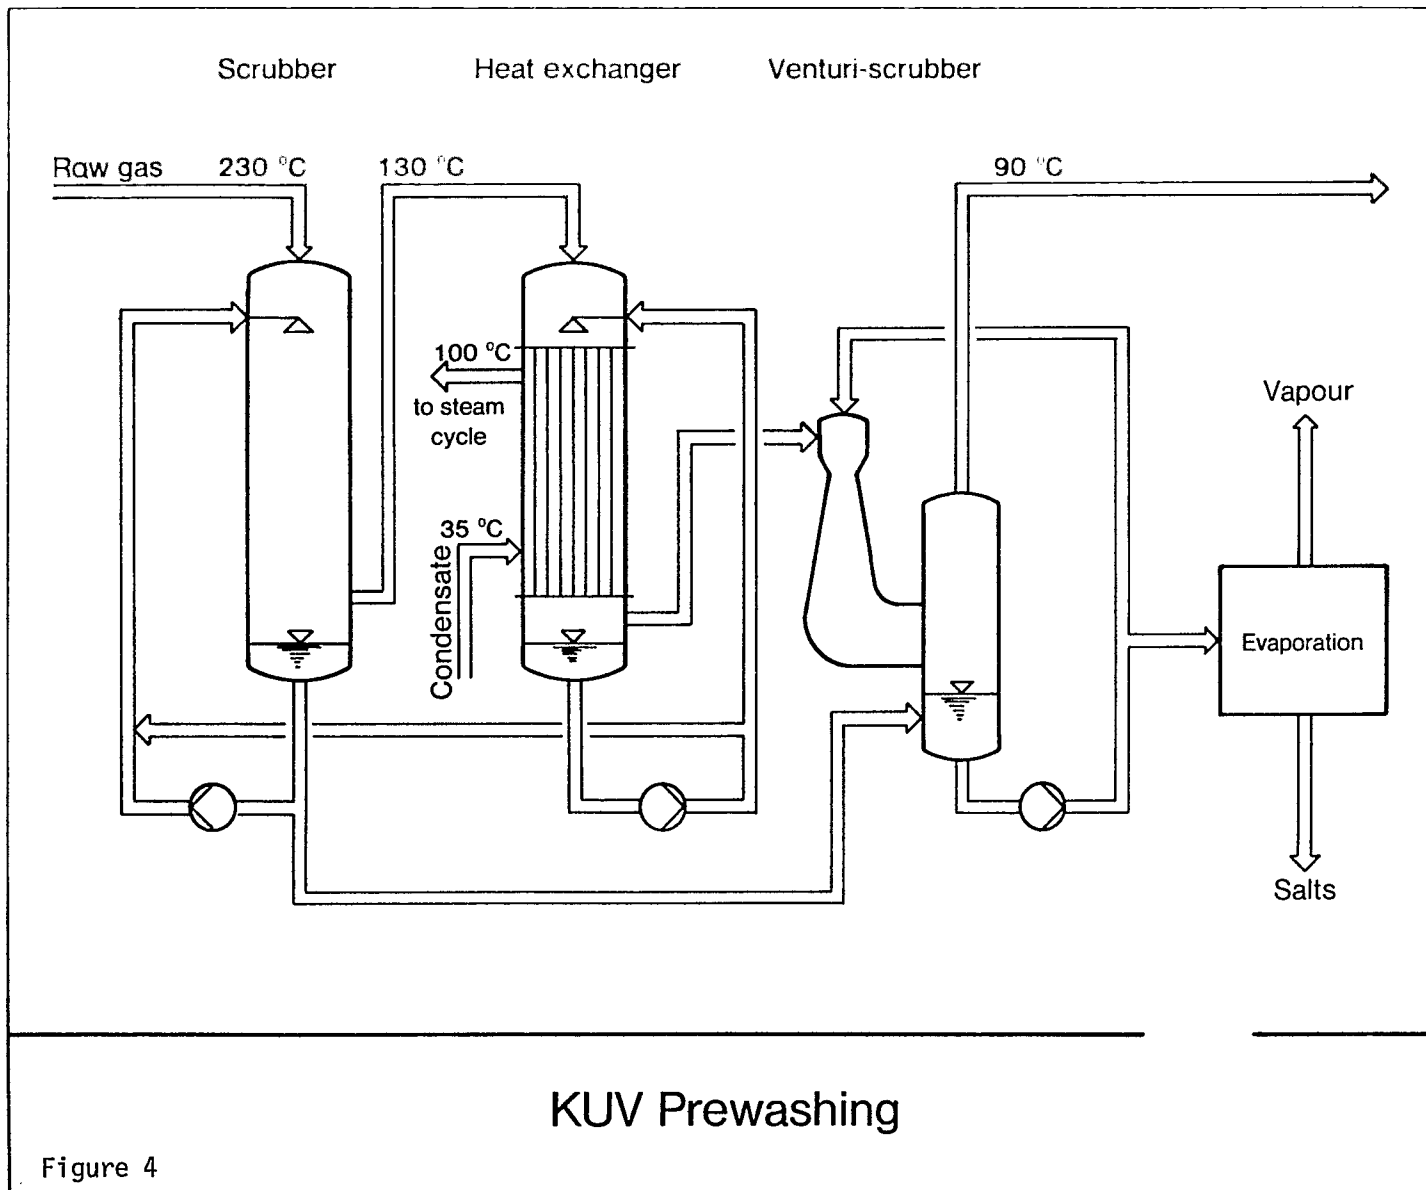 Scrubber
Heat exchanger
Venturi-scrubber
Raw gas
230 °C
130 °C
90 °C
100 °C
to steam
cycle
35 °C
Condensate
Vapour
Evaporation
Salts
KUV Prewashing
Figure 4